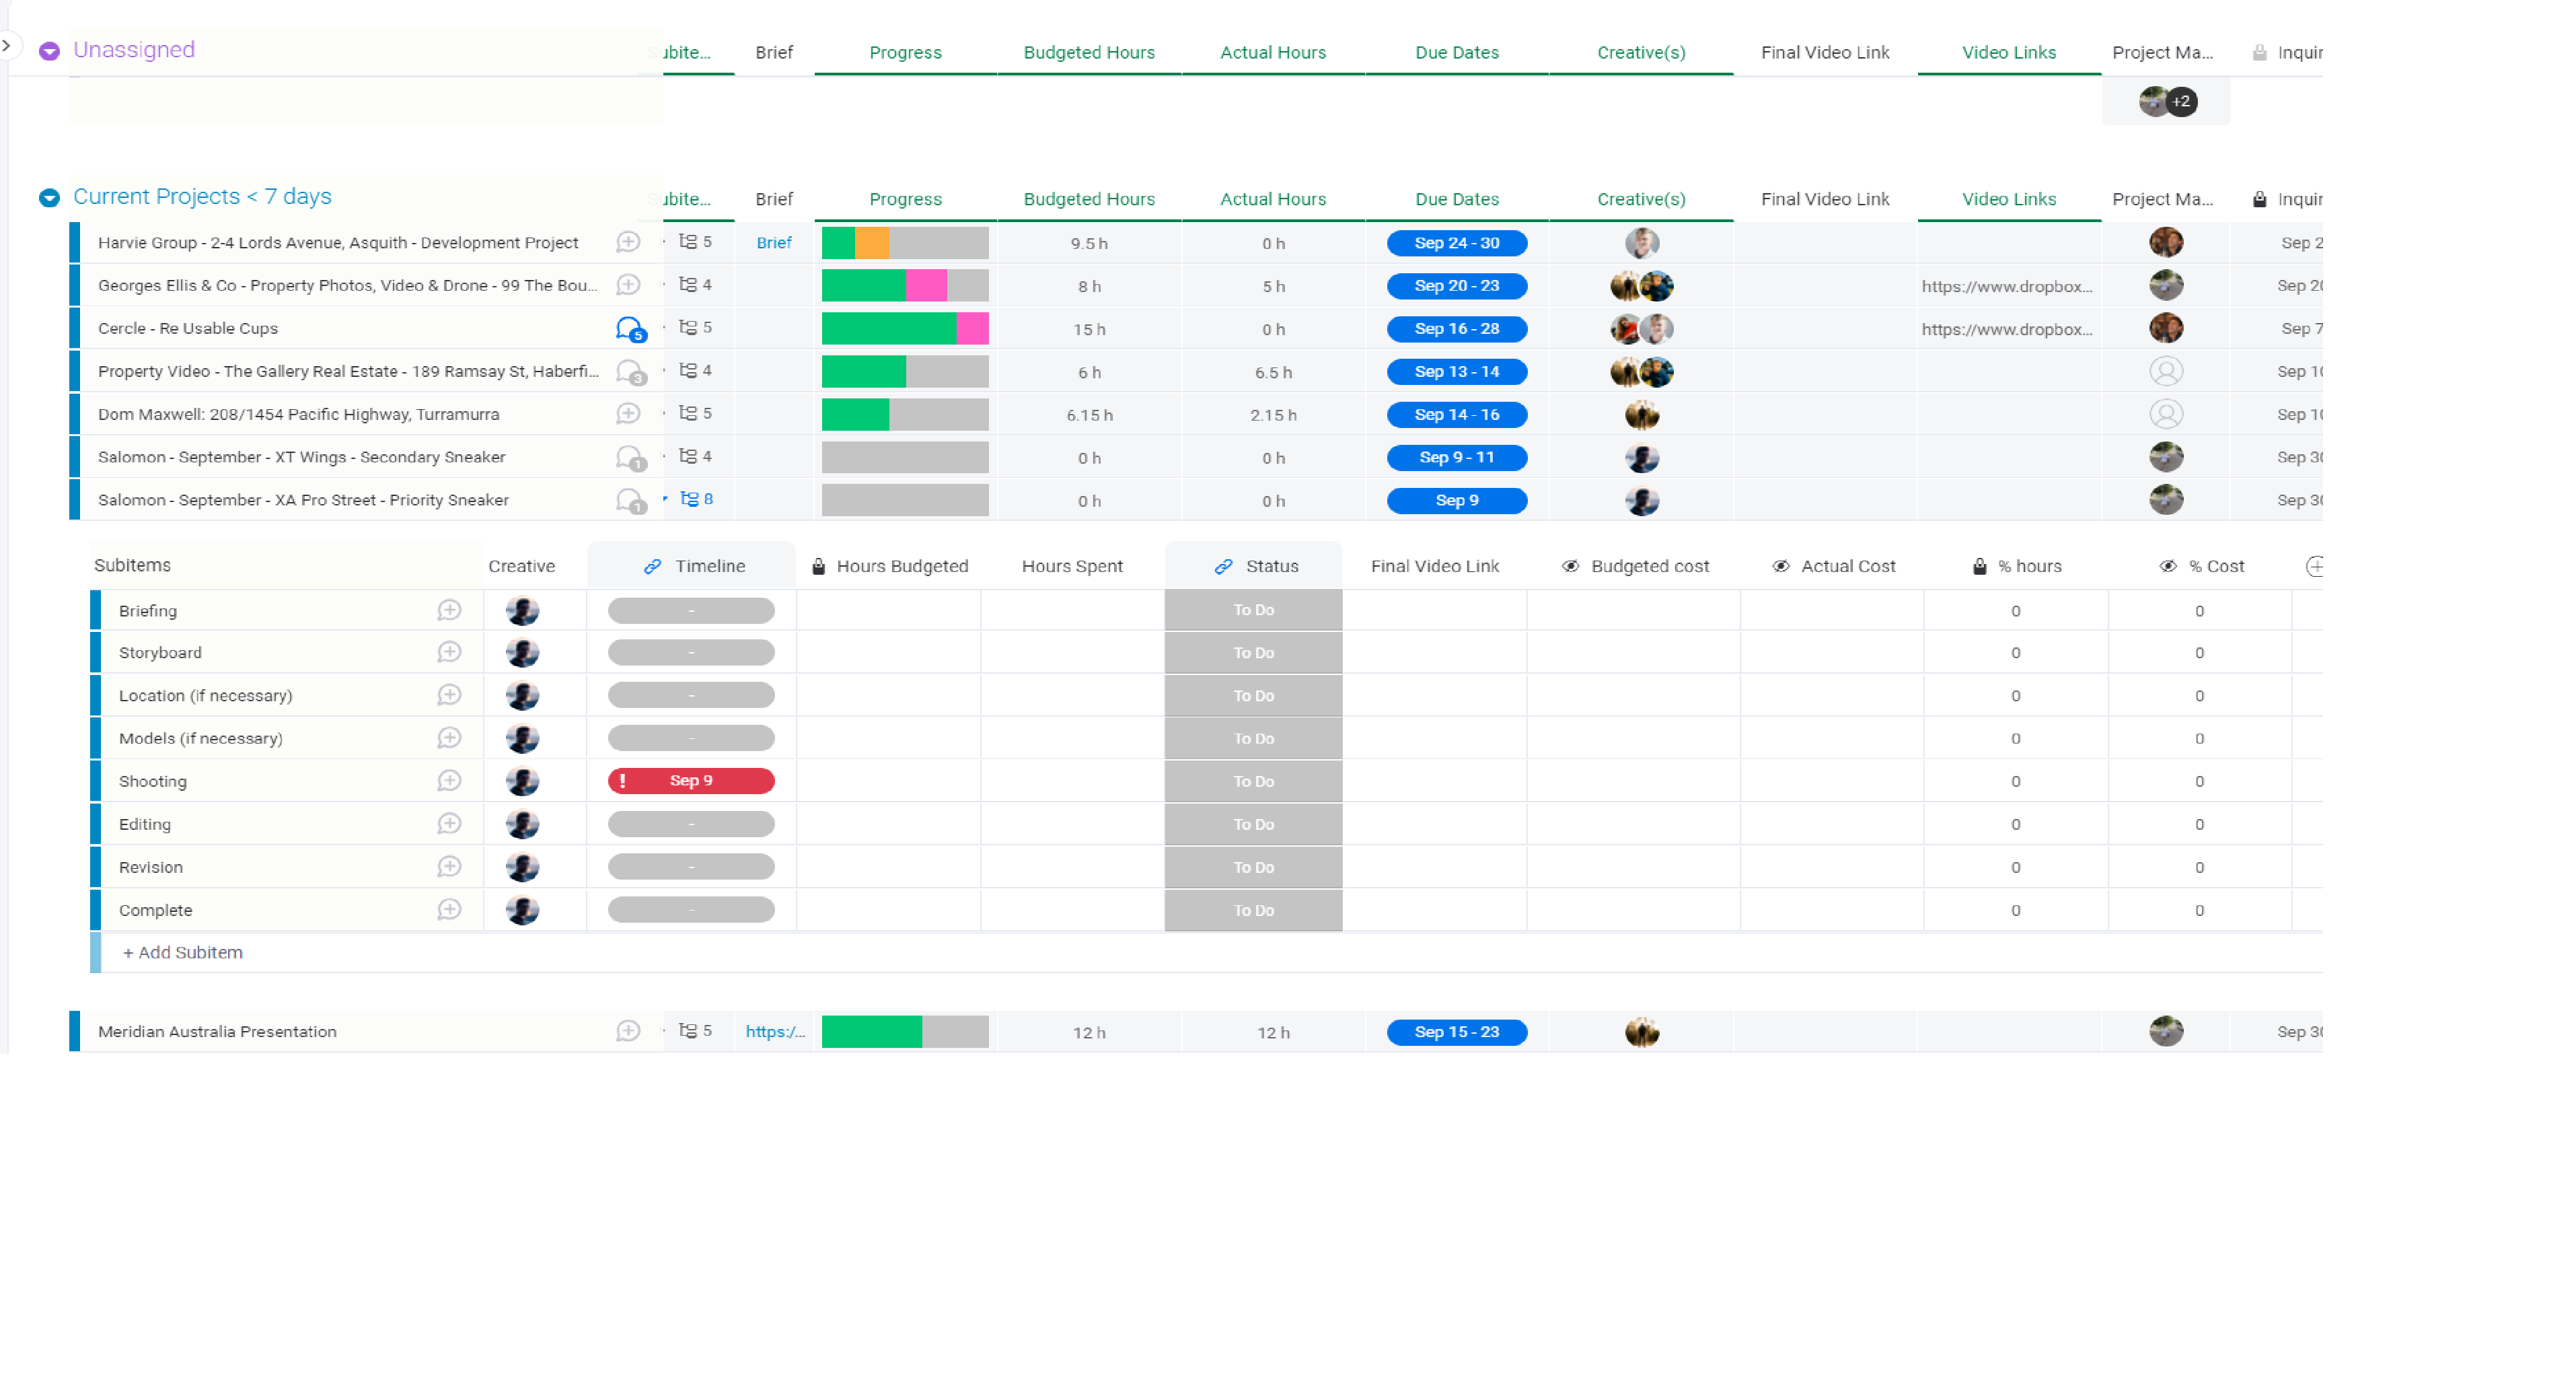 Unassigned ubite... Brief Progress Budgeted Hours Actual Hours Due Dates Creative(s) Final Video Link Video Links Project Ma... Inquir
+2
Current Projects < 7 days ubite... Brief Progress Budgeted Hours Actual Hours Due Dates Creative(s) Final Video Link Video Links Project Ma... Inquir
Harvie Group - 2-4 Lords Avenue, Asquith - Development Project 5 Brief 9.5 h 0 h Sep 24 - 30 Sep 2
Georges Ellis & Co - Property Photos, Video & Drone - 99 The Bou... 4 8 h 5 h Sep 20 - 23 https://www.dropbox... Sep 20
Cercle - Re Usable Cups 5 5 15 h 0 h Sep 16 - 28 https://www.dropbox... Sep 7
Property Video - The Gallery Real Estate - 189 Ramsay St, Haberfi... 3 4 6 h 6.5 h Sep 13 - 14 Sep 10
Dom Maxwell: 208/1454 Pacific Highway, Turramurra 5 6.15 h 2.15 h Sep 14 - 16 Sep 10
Salomon - September - XT Wings - Secondary Sneaker 1 4 0 h 0 h Sep 9 - 11 Sep 30
Salomon - September - XA Pro Street - Priority Sneaker 1 8 0 h 0 h Sep 9 Sep 30
Subitems Creative Timeline Hours Budgeted Hours Spent Status Final Video Link Budgeted cost Actual Cost % hours % Cost
Briefing - To Do 0 0
Storyboard - To Do 0 0
Location (if necessary) - To Do 0 0
Models (if necessary) - To Do 0 0
Shooting ! Sep 9 To Do 0 0
Editing - To Do 0 0
Revision - To Do 0 0
Complete - To Do 0 0
+ Add Subitem
Meridian Australia Presentation 5 https:/... 12 h 12 h Sep 15 - 23 Sep 30